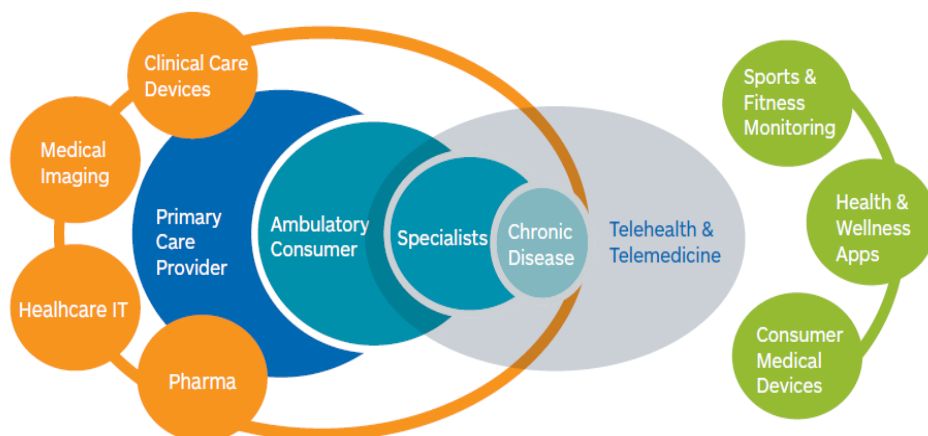 Clinical Care
Devices
Medical
Imaging
Healhcare IT
Pharma
Primary
Care
Provider
Ambulatory
Consumer
Specialists
Chronic
Disease
Telehealth &
Telemedicine
Sports &
Fitness
Monitoring
Health &
Wellness
Apps
Consumer
Medical
Devices